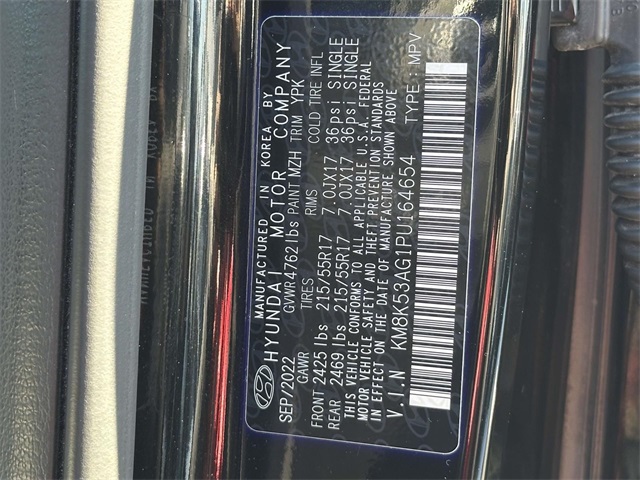 MANUFACTURED IN KOREA BY
HYUNDAI MOTOR COMPANY
SEP/2022 GVWR 4762 lbs PAINT MZH TRIM YPK
GAWR TIRES RIMS COLD TIRE INFL
FRONT 2425 lbs 215/55R17 7.0JX17 36psi SINGLE
REAR 2469 lbs 215/55R17 7.0JX17 36psi SINGLE
THIS VEHICLE CONFORMS TO ALL APPLICABLE U.S.A. FEDERAL
MOTOR VEHICLE SAFETY AND THEFT PREVENTION STANDARDS
IN EFFECT ON THE DATE OF MANUFACTURE SHOWN ABOVE
V.I.N KM8K53AG1PU164654 TYPE : MPV